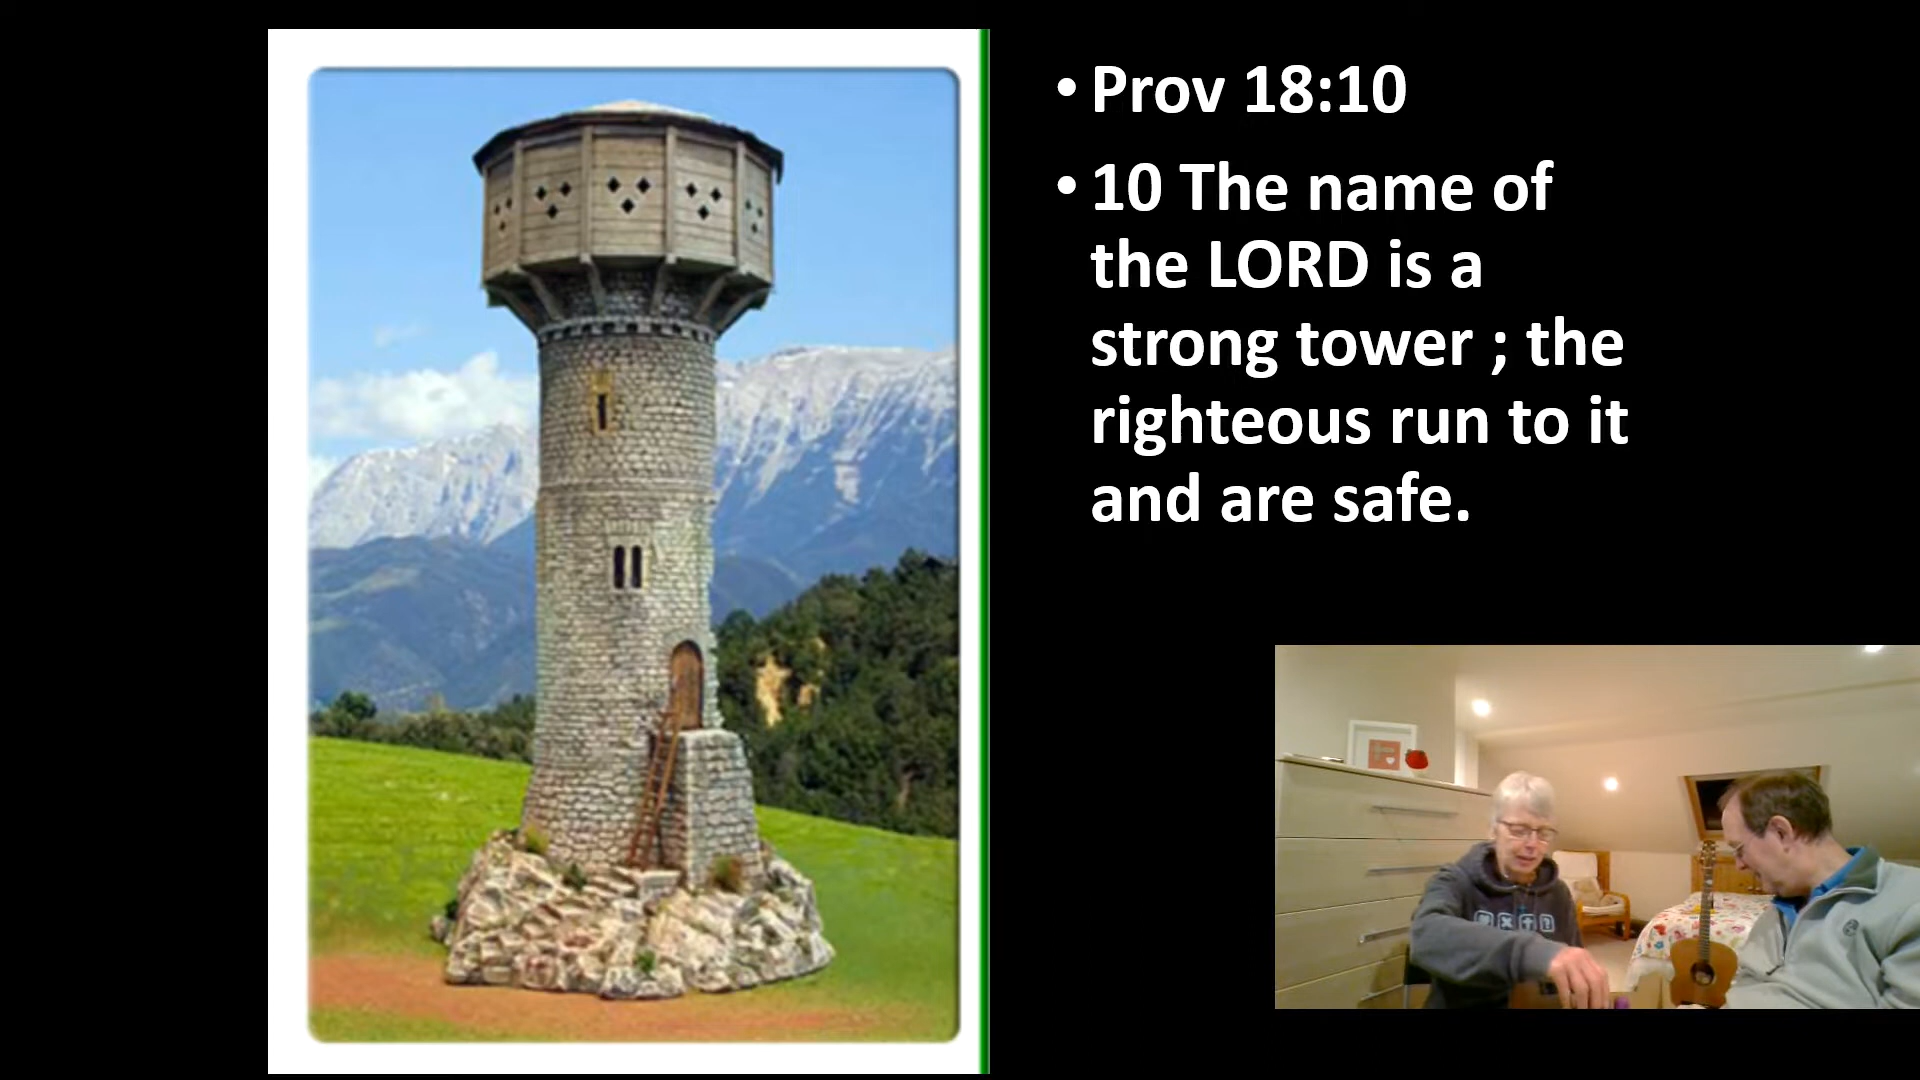 • Prov 18:10
• 10 The name of
the LORD is a
strong tower ; the
righteous run to it
and are safe.